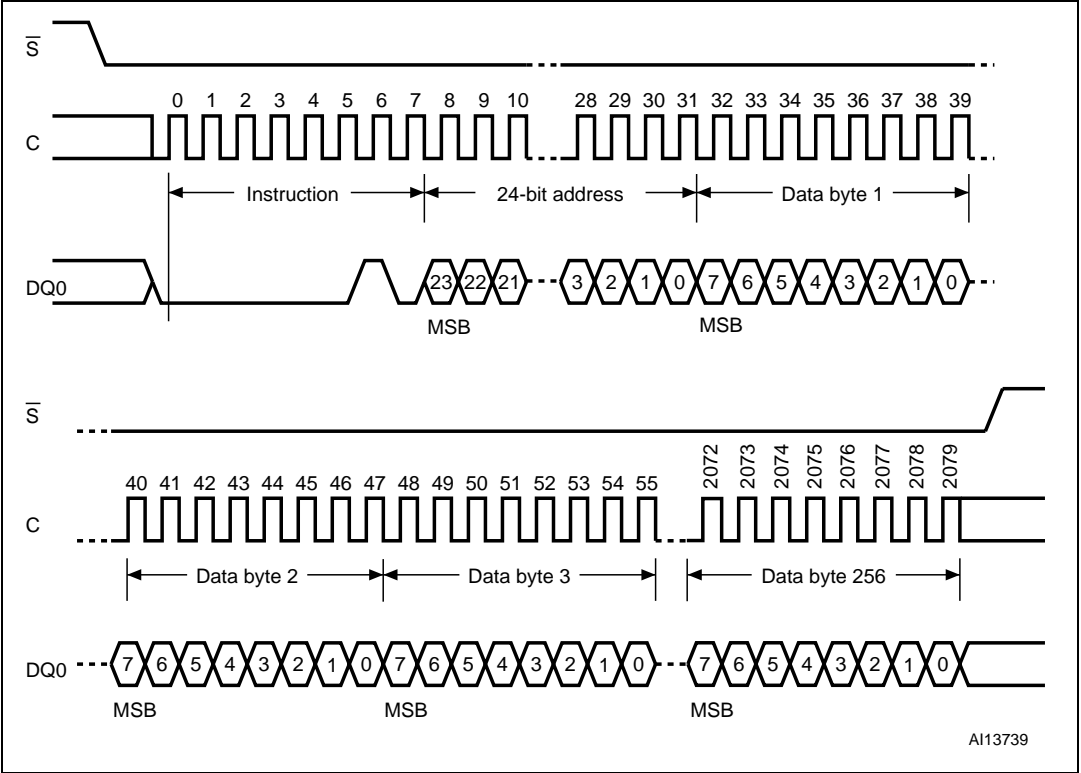 S̅
0 1 2 3 4 5 6 7 8 9 10 28 29 30 31 32 33 34 35 36 37 38 39
C
Instruction 24-bit address Data byte 1
DQ0 23 22 21 3 2 1 0 7 6 5 4 3 2 1 0
MSB MSB
S̅
2072 2073 2074 2075 2076 2077 2078 2079
40 41 42 43 44 45 46 47 48 49 50 51 52 53 54 55
C
Data byte 2 Data byte 3 Data byte 256
DQ0 7 6 5 4 3 2 1 0 7 6 5 4 3 2 1 0 7 6 5 4 3 2 1 0
MSB MSB MSB
AI13739